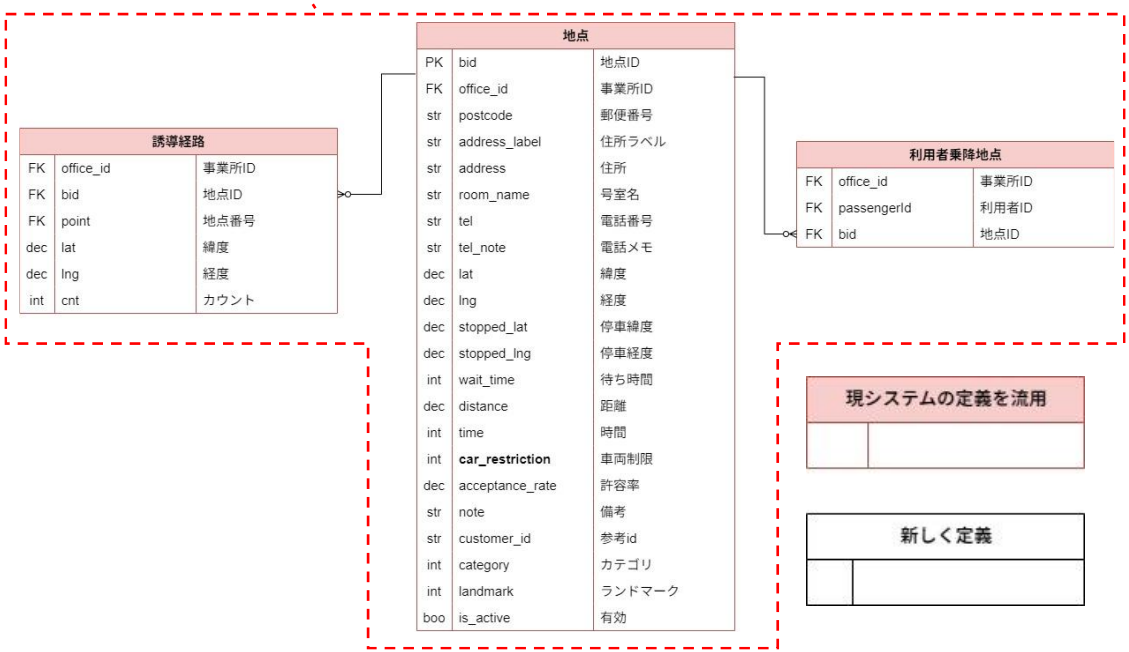 地点
PK bid 地点ID
FK office_id 事業所ID
str postcode 郵便番号
str address_label 住所ラベル
str address 住所
str room_name 号室名
str tel 電話番号
str tel_note 電話メモ
dec lat 緯度
dec lng 経度
dec stopped_lat 停車緯度
dec stopped_lng 停車経度
int wait_time 待ち時間
dec distance 距離
int time 時間
int car_restriction 車両制限
dec acceptance_rate 許容率
str note 備考
str customer_id 参考id
int category カテゴリ
int landmark ランドマーク
boo is_active 有効
誘導経路
FK office_id 事業所ID
FK bid 地点ID
FK point 地点番号
dec lat 緯度
dec lng 経度
int cnt カウント
利用者乗降地点
FK office_id 事業所ID
FK passengerId 利用者ID
FK bid 地点ID
現システムの定義を流用
新しく定義